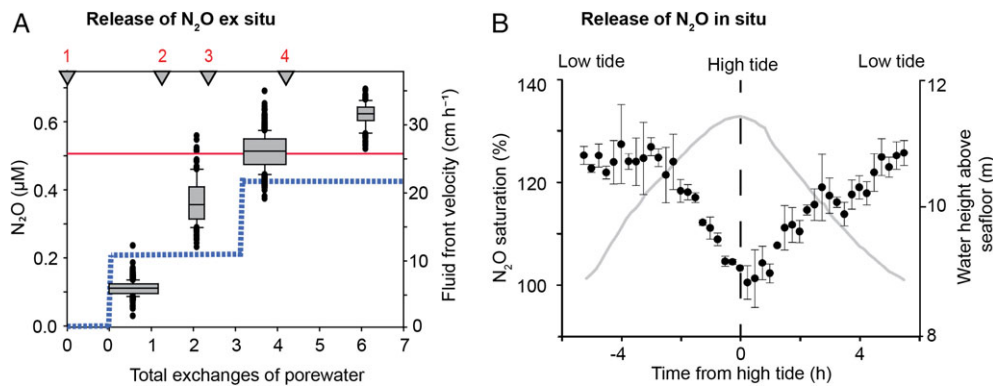 A
Release of N₂O ex situ
1 2 3 4
0.6
0.4
0.2
0.0
N₂O (µM)
30
20
10
0
Fluid front velocity (cm h⁻¹)
0 0 1 2 3 4 5 6 7
Total exchanges of porewater
B
Release of N₂O in situ
Low tide High tide Low tide
140
120
100
N₂O saturation (%)
12
10
8
Water height above
seafloor (m)
-4 0 4
Time from high tide (h)